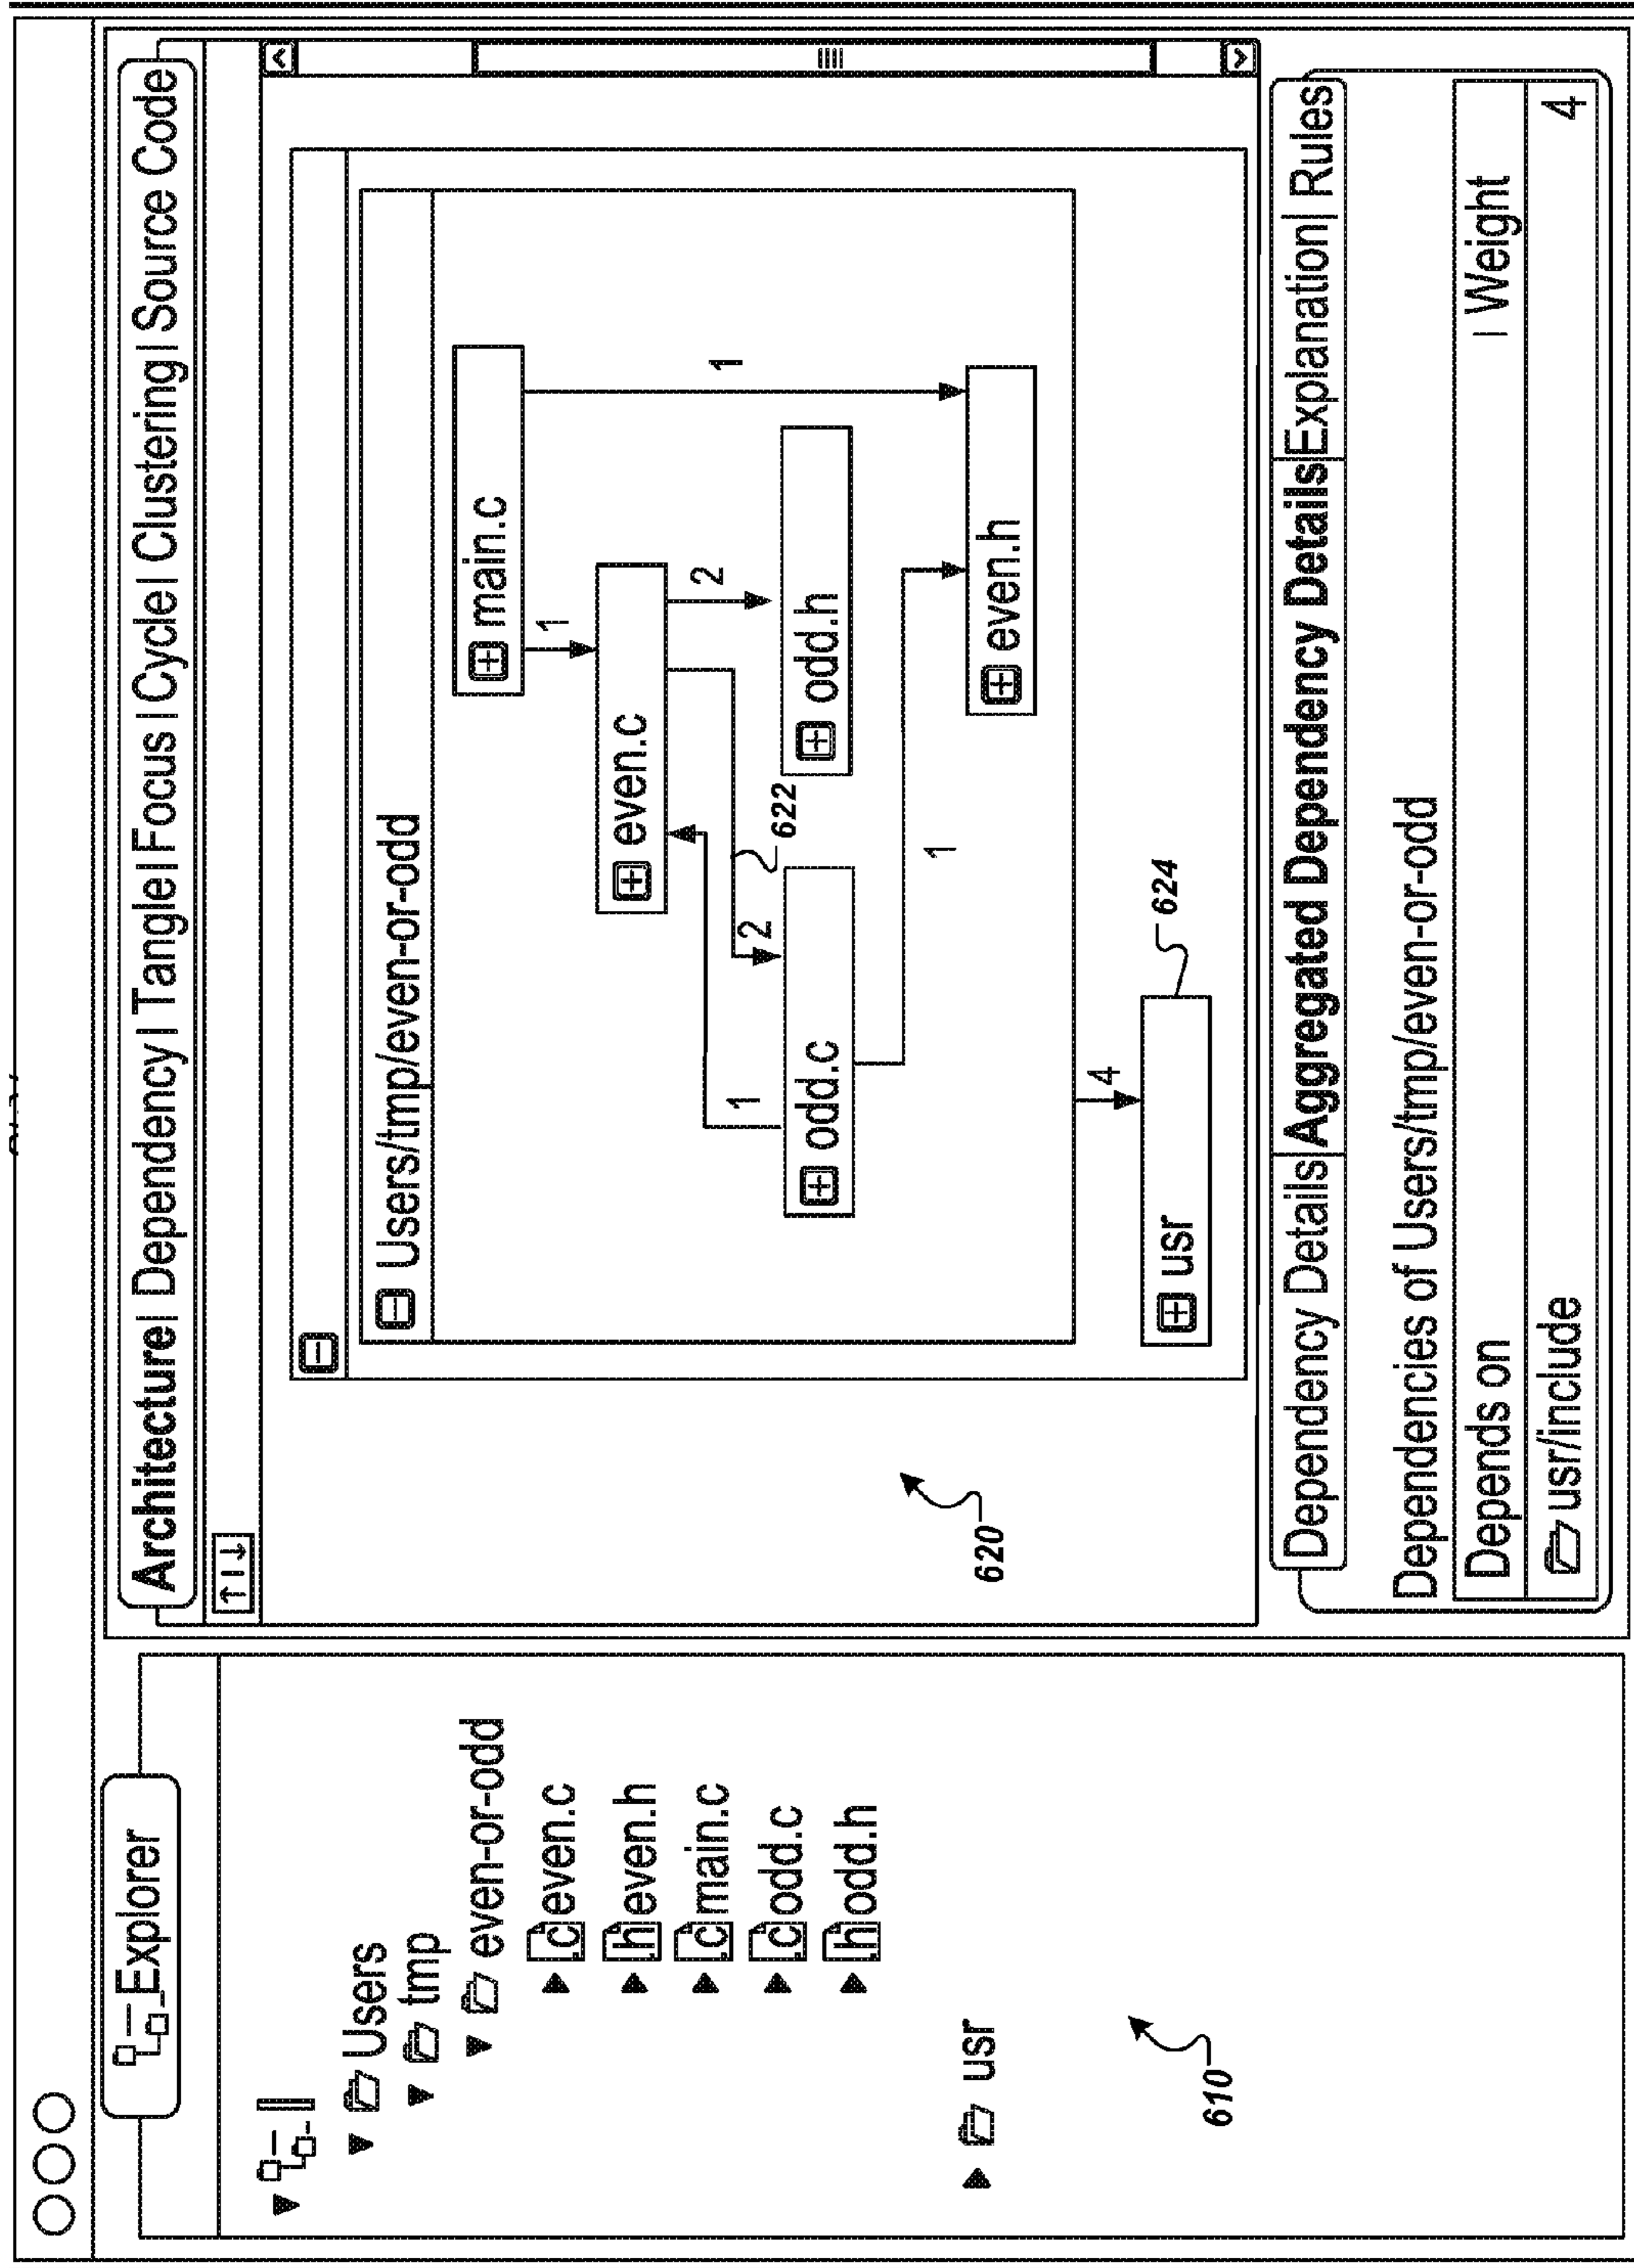 Explorer
Users
tmp
even-or-odd
.c even.c
.h even.h
.c main.c
.c odd.c
.h odd.h
usr
610
Architecture| Dependency| Tangle| Focus |Cycle| Clustering| Source Code
Users/tmp/even-or-odd
main.c
1
1
even.c
2
2
622
1
odd.h
odd.c
1
even.h
4
usr
624
620
Dependency Details|Aggregated Dependency Details|Explanation| Rules
Dependencies of Users/tmp/even-or-odd
Depends on | Weight
usr/include 4